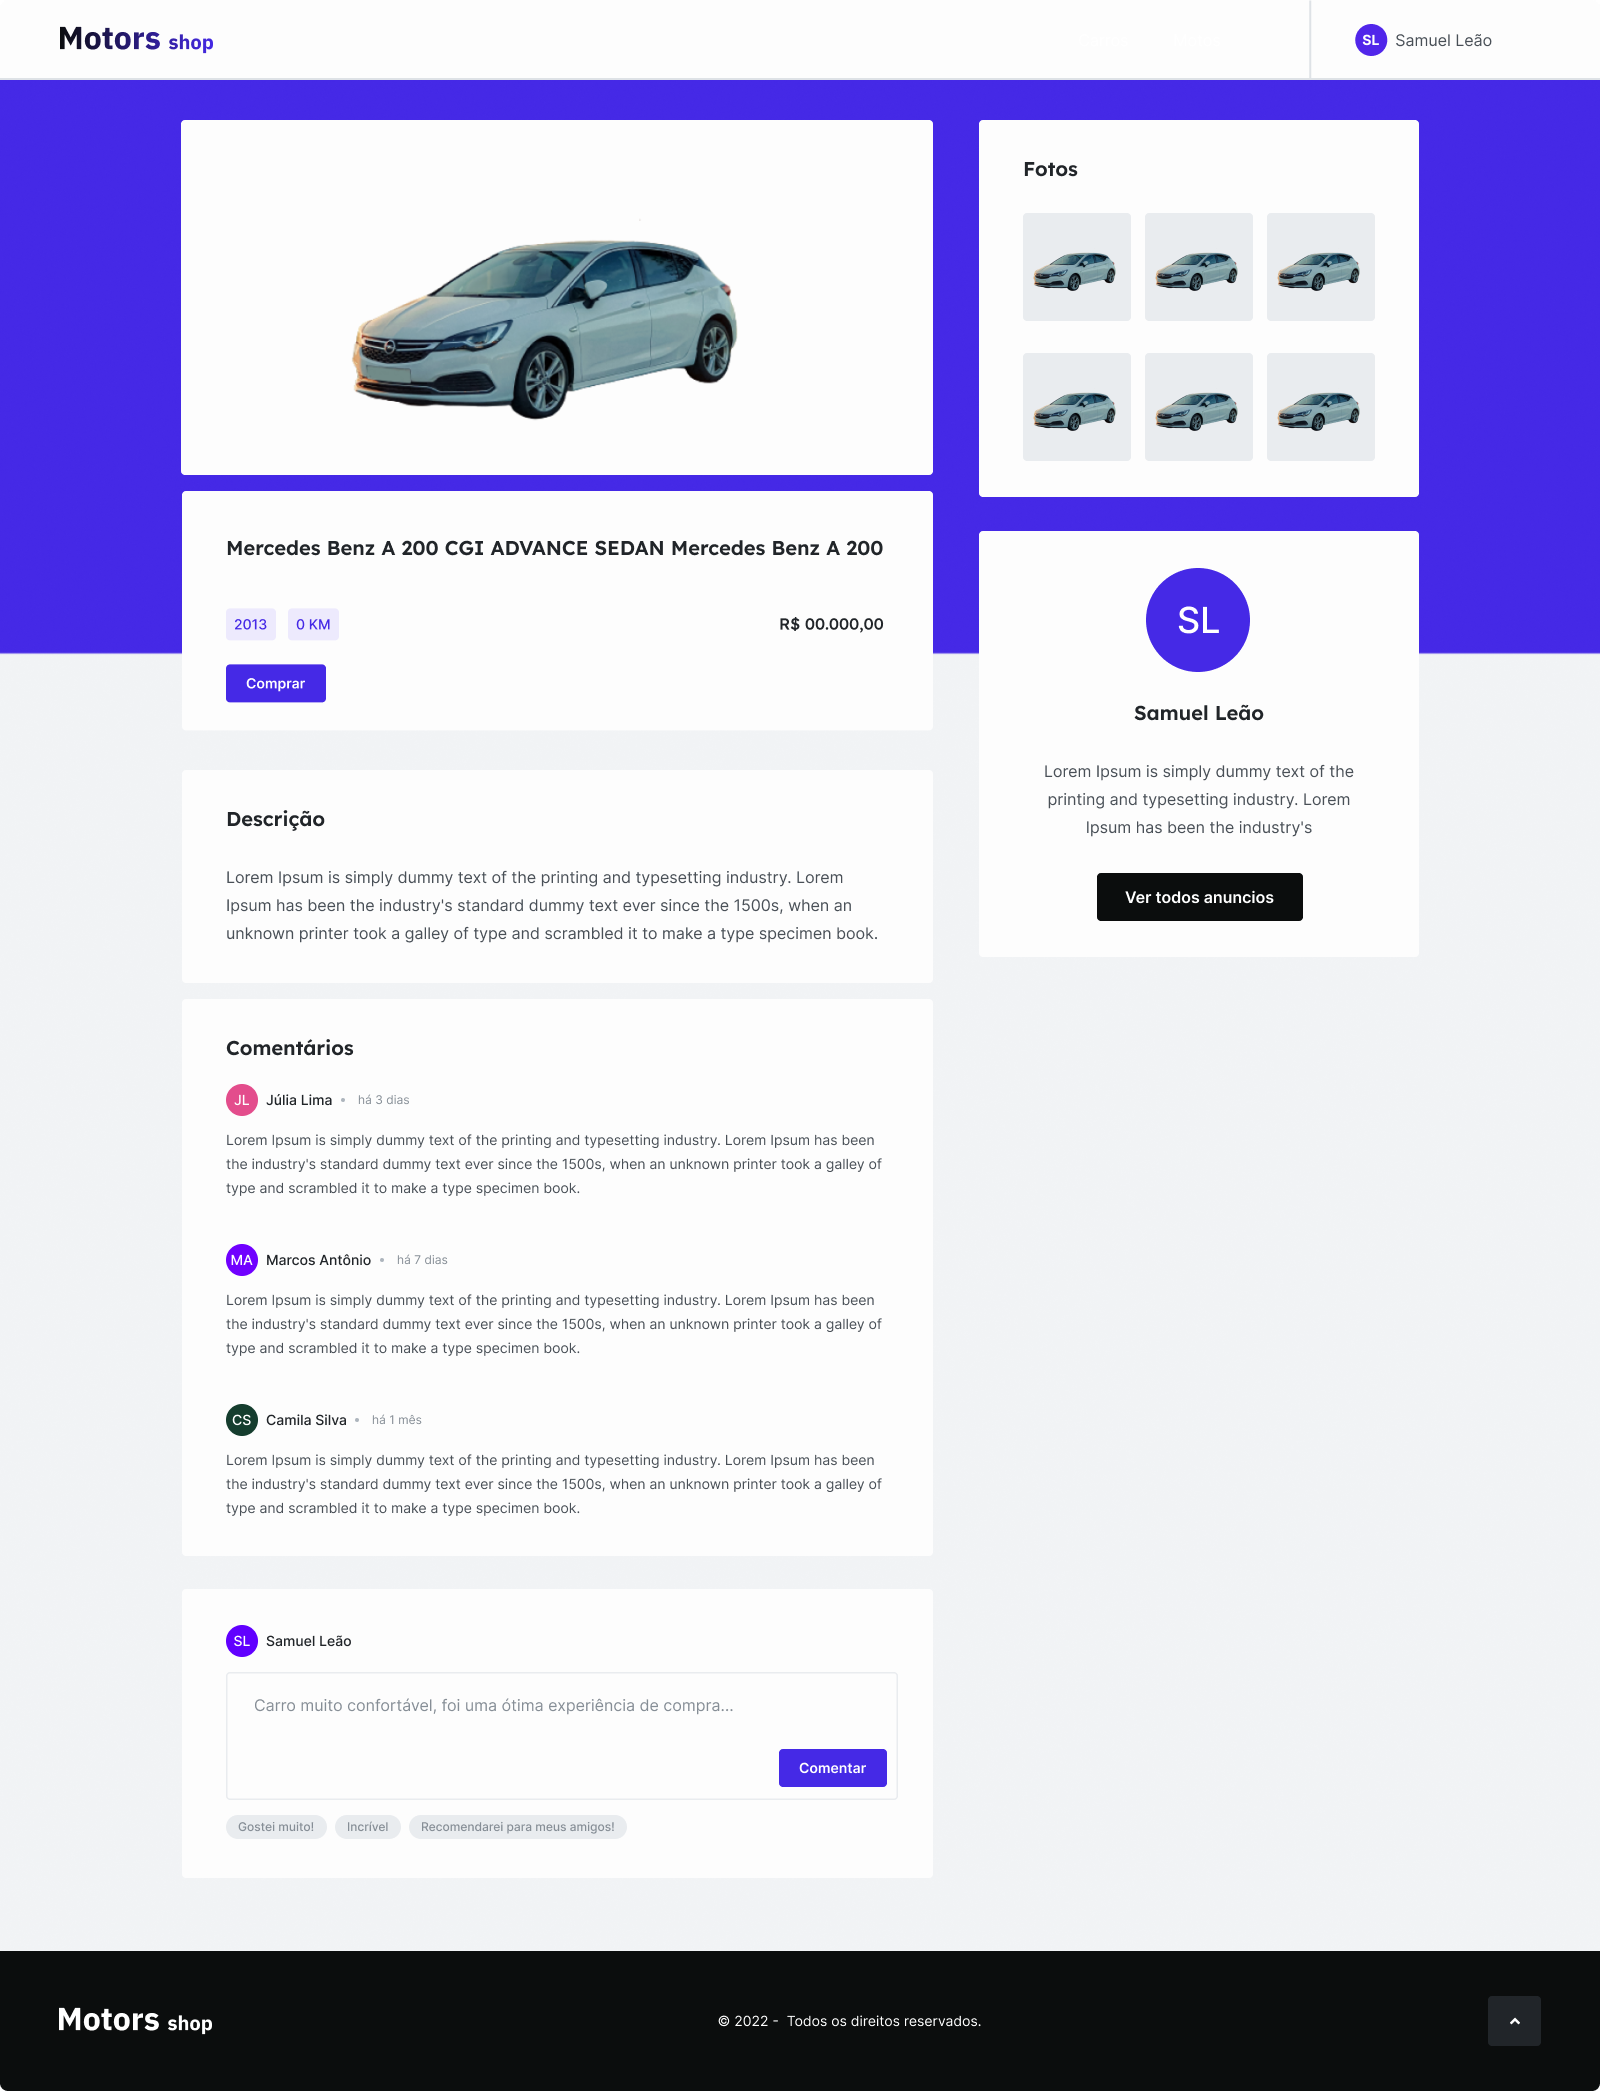 Motors shop
SL Samuel Leão
Fotos
Mercedes Benz A 200 CGI ADVANCE SEDAN Mercedes Benz A 200
2013 0 KM R$ 00.000,00
Comprar
SL
Samuel Leão
Lorem Ipsum is simply dummy text of the
printing and typesetting industry. Lorem
Ipsum has been the industry's
Ver todos anuncios
Descrição
Lorem Ipsum is simply dummy text of the printing and typesetting industry. Lorem
Ipsum has been the industry's standard dummy text ever since the 1500s, when an
unknown printer took a galley of type and scrambled it to make a type specimen book.
Comentários
JL Júlia Lima • há 3 dias
Lorem Ipsum is simply dummy text of the printing and typesetting industry. Lorem Ipsum has been
the industry's standard dummy text ever since the 1500s, when an unknown printer took a galley of
type and scrambled it to make a type specimen book.
MA Marcos Antônio • há 7 dias
Lorem Ipsum is simply dummy text of the printing and typesetting industry. Lorem Ipsum has been
the industry's standard dummy text ever since the 1500s, when an unknown printer took a galley of
type and scrambled it to make a type specimen book.
CS Camila Silva • há 1 mês
Lorem Ipsum is simply dummy text of the printing and typesetting industry. Lorem Ipsum has been
the industry's standard dummy text ever since the 1500s, when an unknown printer took a galley of
type and scrambled it to make a type specimen book.
SL Samuel Leão
Carro muito confortável, foi uma ótima experiência de compra...
Comentar
Gostei muito! Incrível Recomendarei para meus amigos!
Motors shop
© 2022 - Todos os direitos reservados.